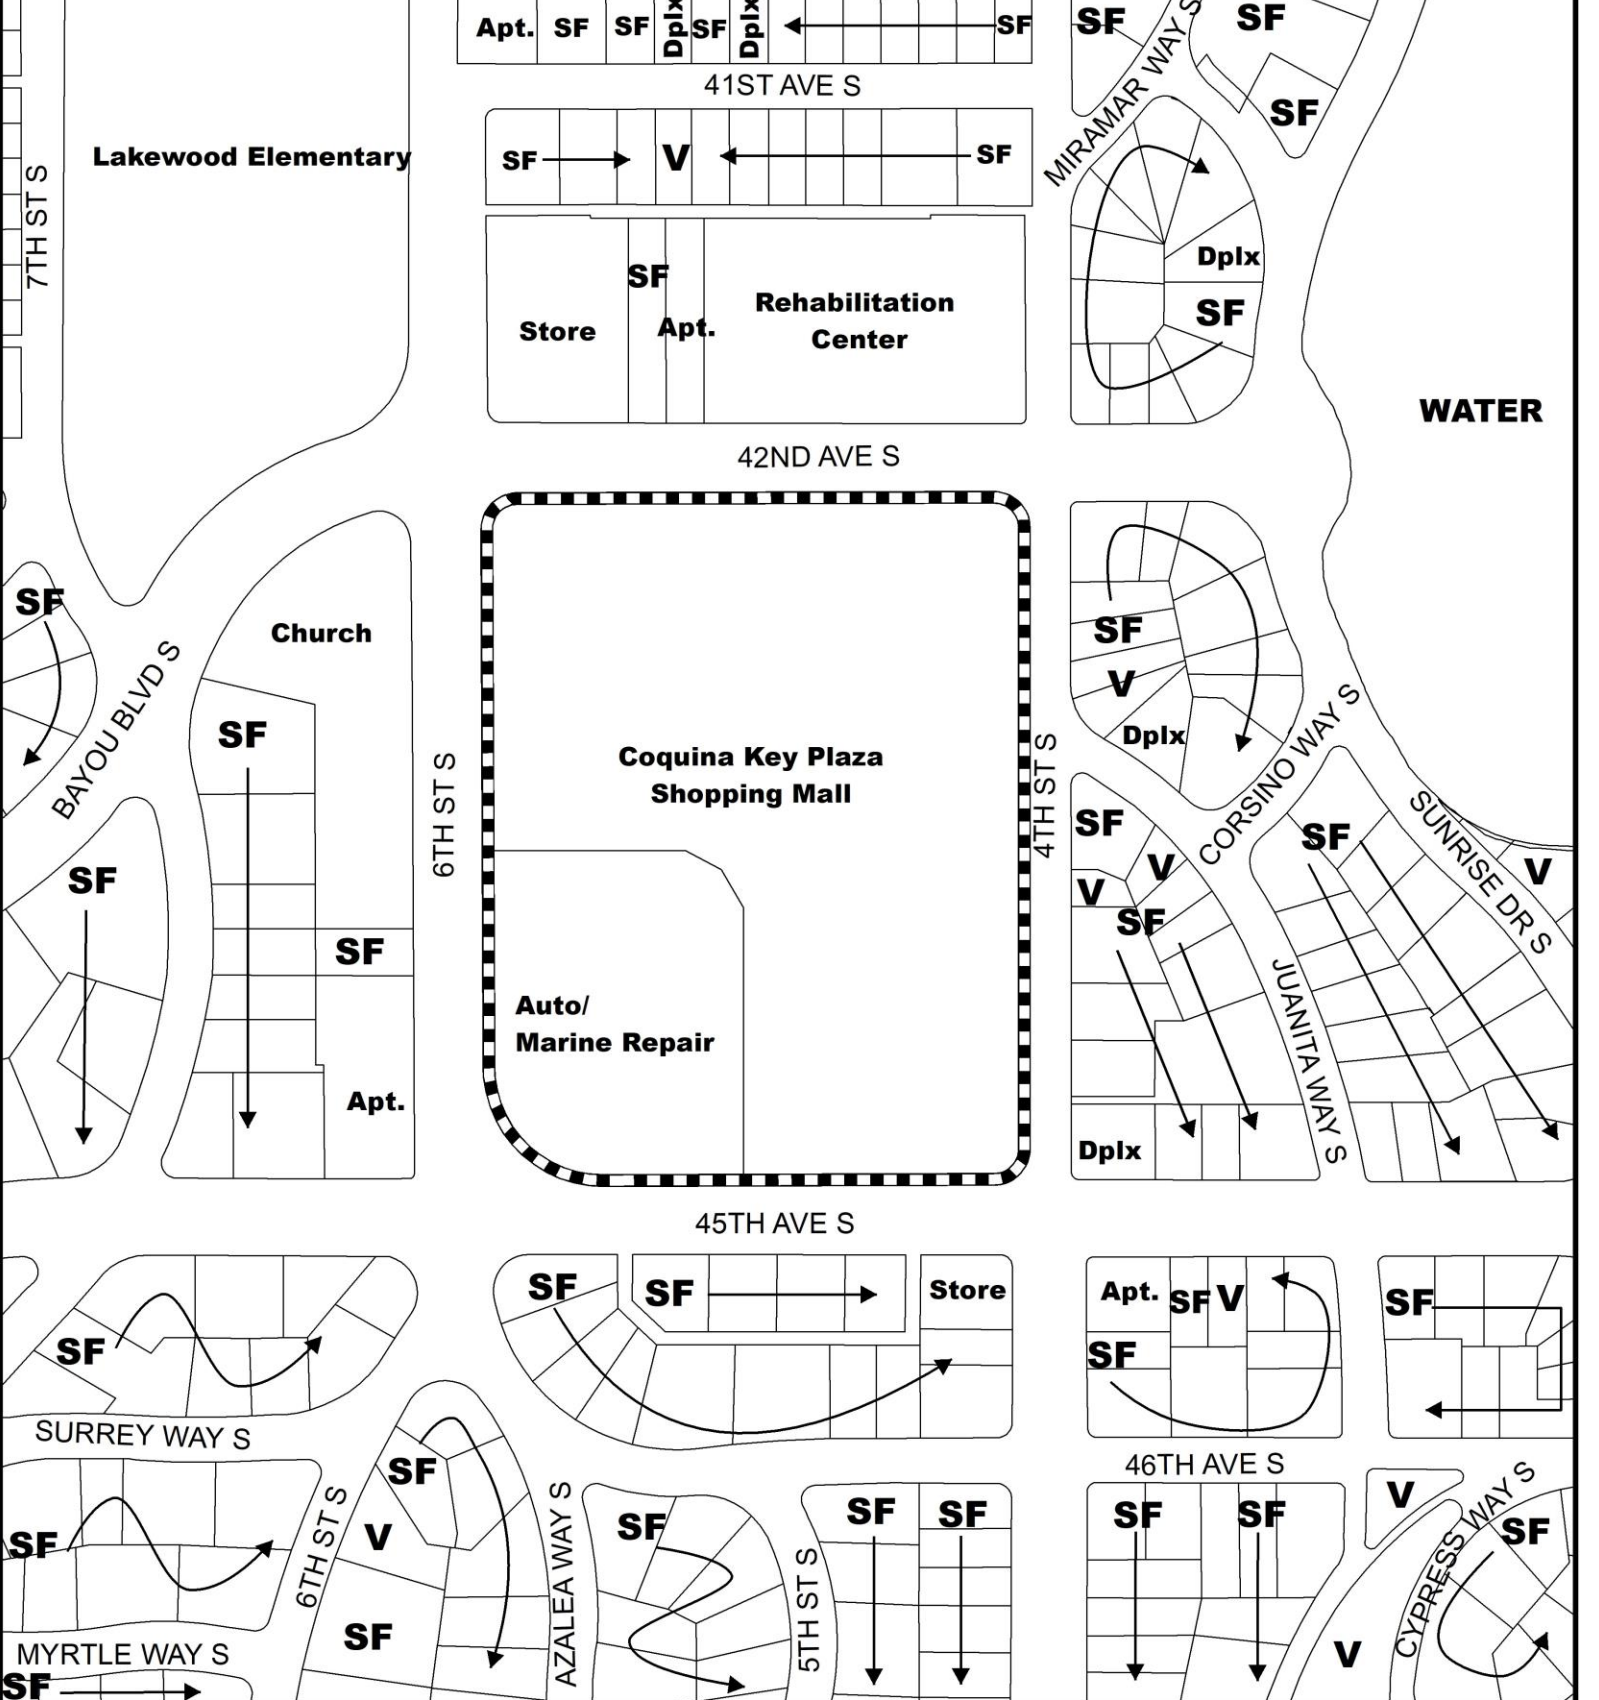 Apt. SF SF Dplx SF Dplx SF
SF
SF
41ST AVE S
MIRAMAR WAY S
SF
Lakewood Elementary
7TH ST S
SF V SF
Store
SF
Apt.
Rehabilitation
Center
Dplx
SF
WATER
42ND AVE S
SF
Church
BAYOU BLVD S
SF
SF
SF
Apt.
6TH ST S
Coquina Key Plaza
Shopping Mall
Auto/
Marine Repair
4TH ST S
SF
V
Dplx
CORSINO WAY S
SF
V
V
SF
Dplx
SF
SUNRISE DR S
V
JUANITA WAY S
45TH AVE S
SF
SF
SF
Store
Apt.
SF V
SF
SF
SURREY WAY S
46TH AVE S
SF
6TH ST S
SF
V
SF
AZALEA WAY S
SF
5TH ST S
SF
SF
SF
SF
V
CYPRESS WAY S
SF
V
MYRTLE WAY S
SF